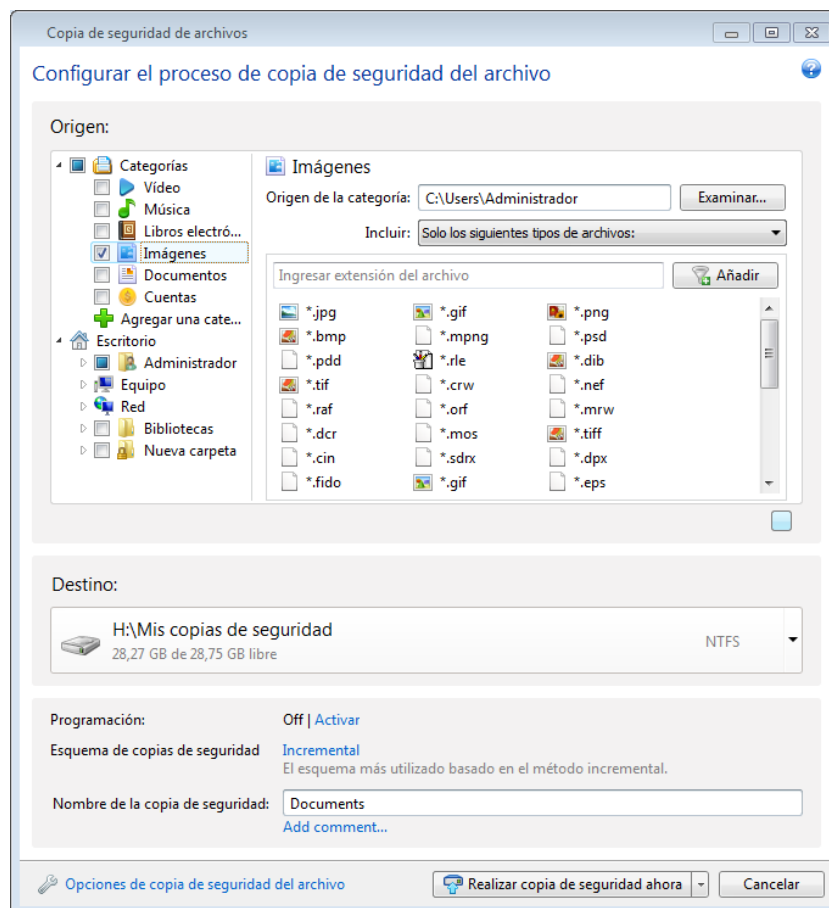 Copia de seguridad de archivos
Configurar el proceso de copia de seguridad del archivo
Origen:
Categorías
Vídeo
Música
Libros electró...
Imágenes
Documentos
Cuentas
Agregar una cate...
Escritorio
Administrador
Equipo
Red
Bibliotecas
Nueva carpeta
Imágenes
Origen de la categoría: C:\Users\Administrador Examinar...
Incluir: Solo los siguientes tipos de archivos:
Ingresar extensión del archivo Añadir
*.jpg *.gif *.png
*.bmp *.mpng *.psd
*.pdd *.rle *.dib
*.tif *.crw *.nef
*.raf *.orf *.mrw
*.dcr *.mos *.tiff
*.cin *.sdrx *.dpx
*.fido *.gif *.eps
Destino:
H:\Mis copias de seguridad
28,27 GB de 28,75 GB libre
NTFS
Programación: Off | Activar
Esquema de copias de seguridad Incremental
El esquema más utilizado basado en el método incremental.
Nombre de la copia de seguridad: Documents
Add comment...
Opciones de copia de seguridad del archivo Realizar copia de seguridad ahora Cancelar